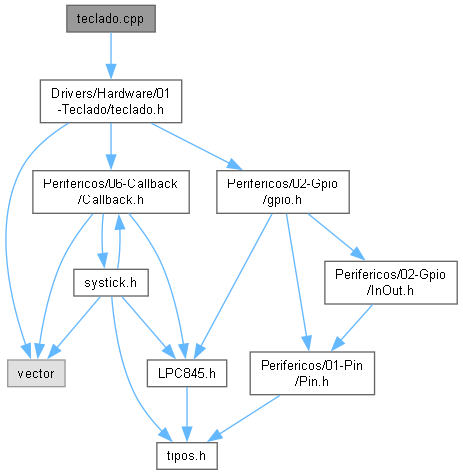 teclado.cpp
Drivers/Hardware/01
-Teclado/teclado.h
Perifericos/06-Callback
/Callback.h
Perifericos/02-Gpio
/gpio.h
systick.h
Perifericos/02-Gpio
/InOut.h
vector
LPC845.h
Perifericos/01-Pin
/Pin.h
tipos.h